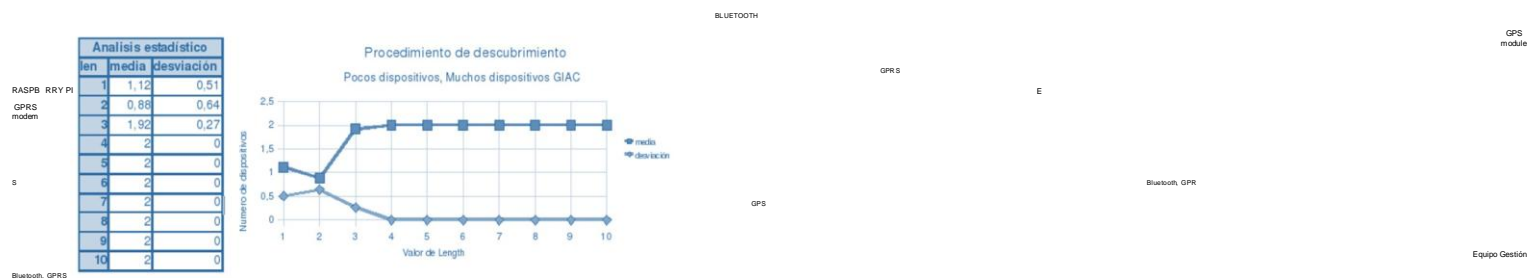 BLUETOOTH
GPS
module
GPRS
E
RASPB RRY PI
GPRS
modem
S
Bluetooth, GPRS
Analisis estadístico
len media desviación
1 1,12 0,51
2 0,88 0,64
3 1,92 0,27
4 2 0
5 2 0
6 2 0
7 2 0
8 2 0
9 2 0
10 2 0
Procedimiento de descubrimiento
Pocos dispositivos, Muchos dispositivos GIAC
Numero de dispositivos
2,5
2
1,5
1
0,5
0
1 2 3 4 5 6 7 8 9 10
Valor de Length
media
desviación
GPS
Bluetooth, GPR
Equipo Gestión